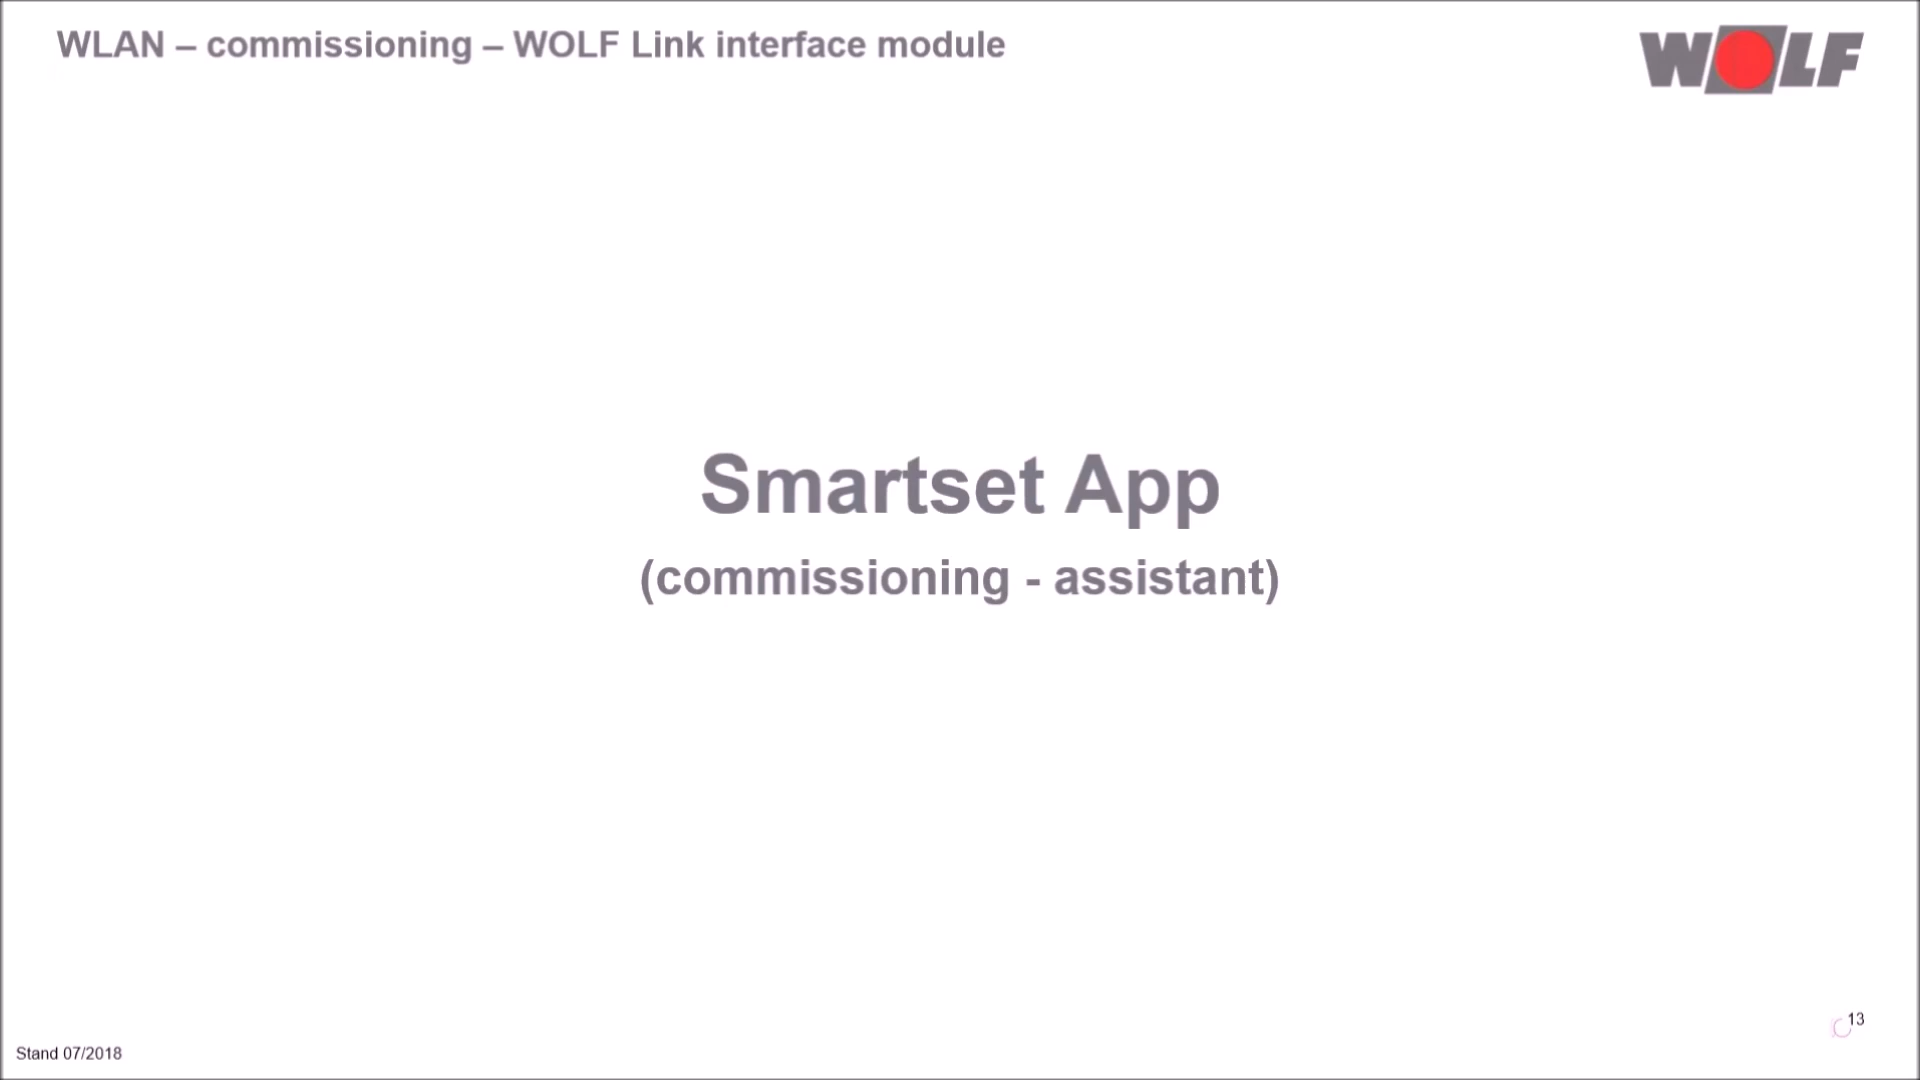 WLAN – commissioning – WOLF Link interface module
WOLF
Smartset App
(commissioning - assistant)
13
Stand 07/2018